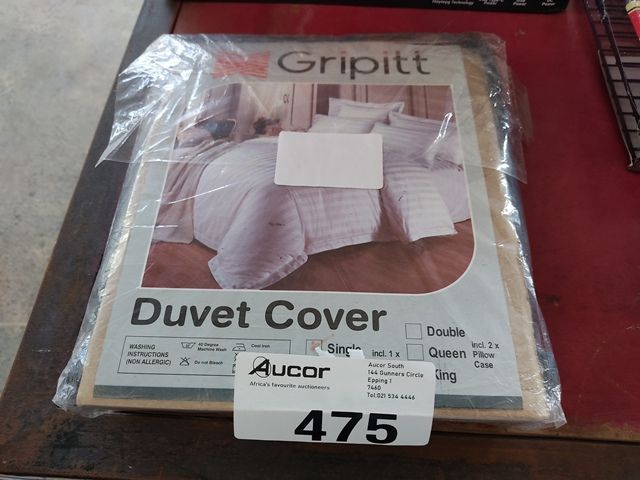 Gripitt
Duvet Cover
WASHING
INSTRUCTIONS
(NON ALLERGIC)
40 Degree
Machine Wash
Cool Iron
Do not Bleach
Single
incl. 1 x
Double
Queen
King
incl. 2 x
Pillow
Case
Aucor
Africa's favourite auctioneers
Aucor South
144 Gunners Circle
Epping 1
7460
Tel:021 534 4446
475